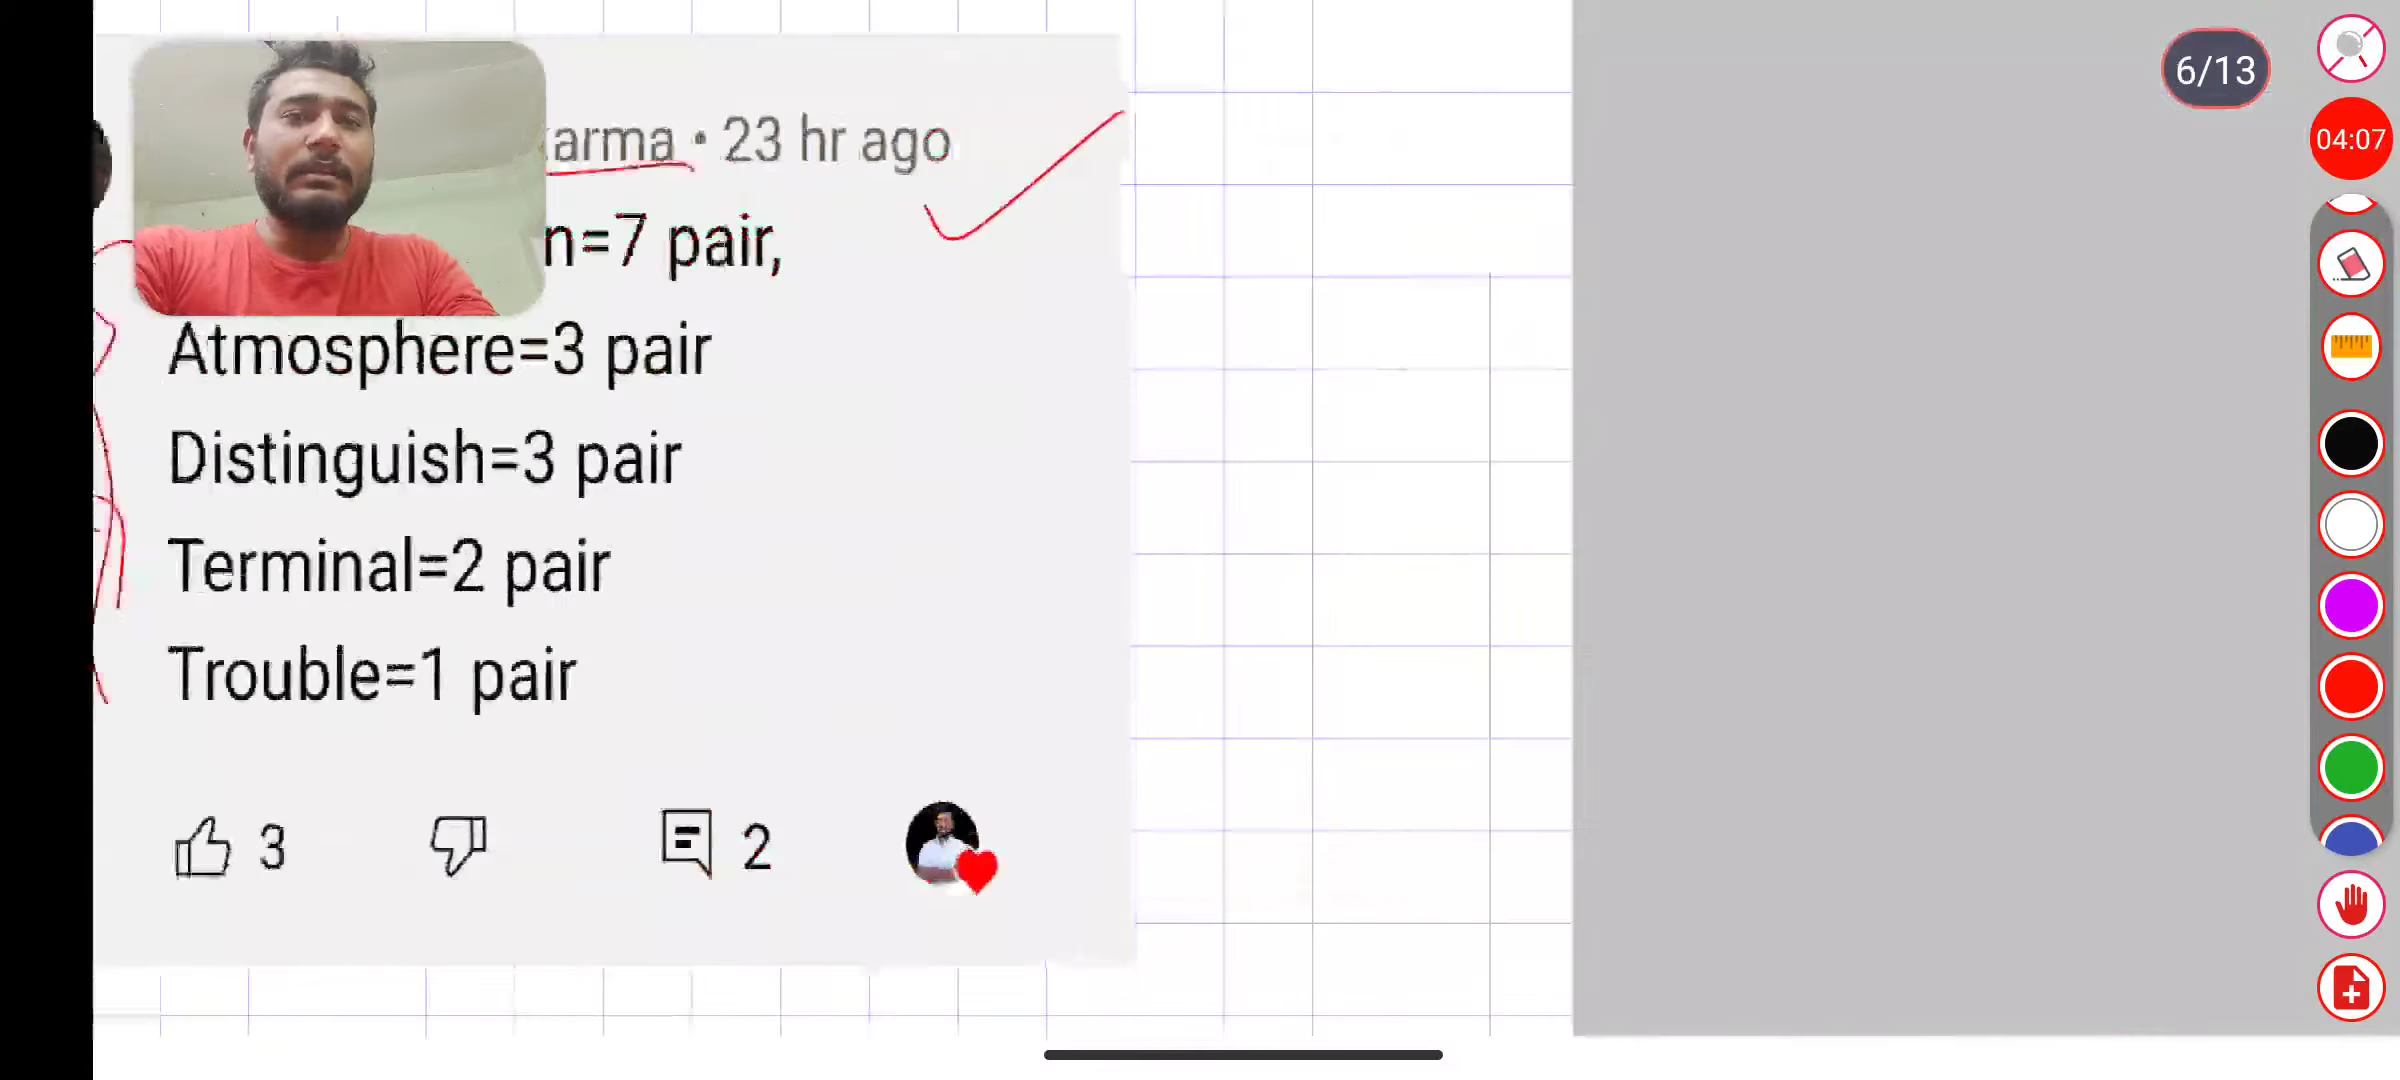 6/13
04:07
arma • 23 hr ago
n=7 pair,
Atmosphere=3 pair
Distinguish=3 pair
Terminal=2 pair
Trouble=1 pair
3 2